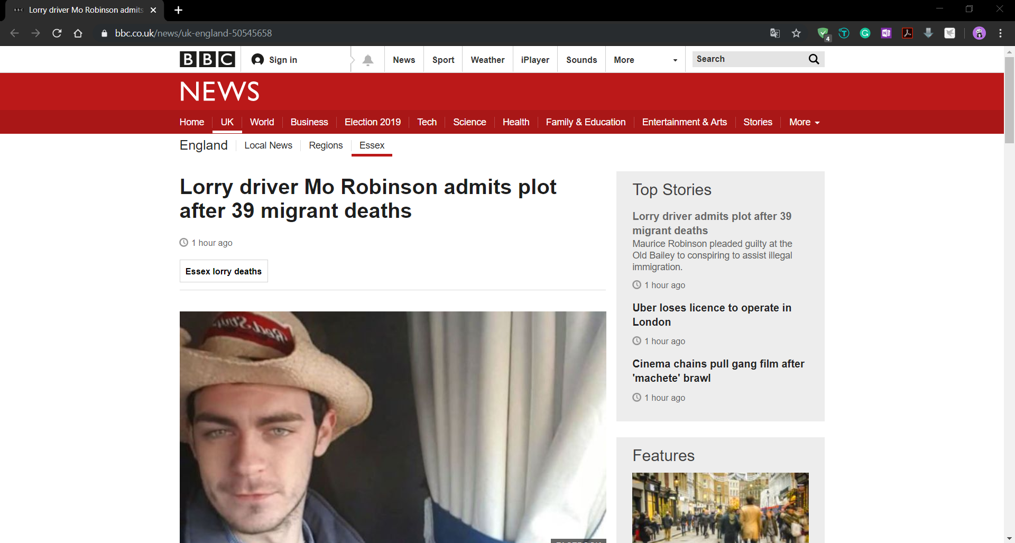 Lorry driver Mo Robinson admits
bbc.co.uk/news/uk-england-50545658
4
BBC Sign in News Sport Weather iPlayer Sounds More Search
NEWS
Home UK World Business Election 2019 Tech Science Health Family & Education Entertainment & Arts Stories More
England Local News Regions Essex
Lorry driver Mo Robinson admits plot
after 39 migrant deaths
1 hour ago
Essex lorry deaths
Top Stories
Lorry driver admits plot after 39
migrant deaths
Maurice Robinson pleaded guilty at the
Old Bailey to conspiring to assist illegal
immigration.
1 hour ago
Uber loses licence to operate in
London
1 hour ago
Cinema chains pull gang film after
'machete' brawl
1 hour ago
Features